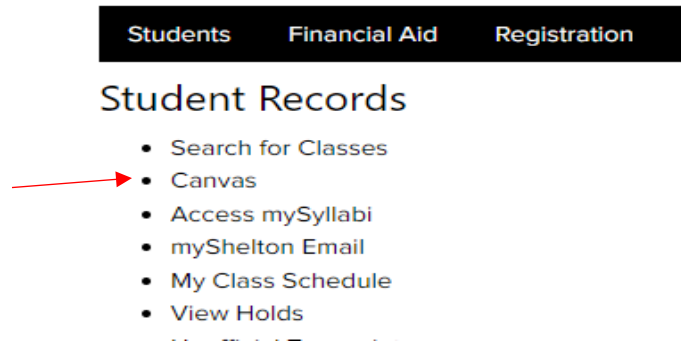 Students Financial Aid Registration
Student Records
• Search for Classes
• Canvas
• Access mySyllabi
• myShelton Email
• My Class Schedule
• View Holds